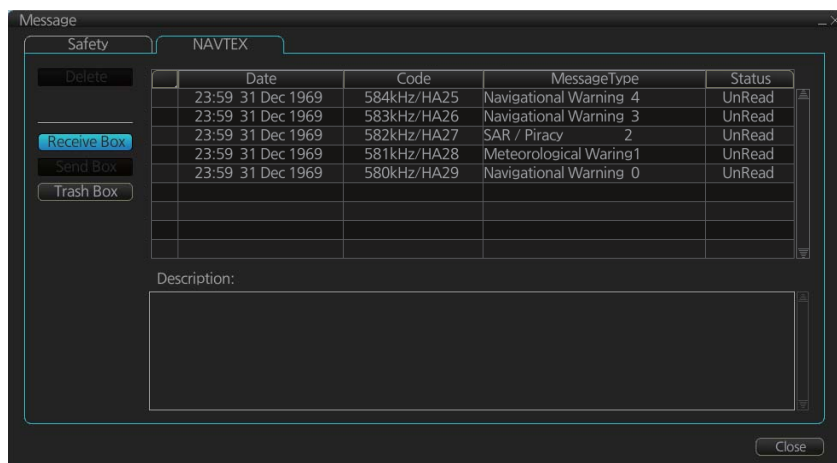 Message
Safety NAVTEX
Delete
Date Code MessageType Status
23:59 31 Dec 1969 584kHz/HA25 Navigational Warning 4 UnRead
23:59 31 Dec 1969 583kHz/HA26 Navigational Warning 3 UnRead
Receive Box
23:59 31 Dec 1969 582kHz/HA27 SAR / Piracy 2 UnRead
23:59 31 Dec 1969 581kHz/HA28 Meteorological Waring1 UnRead
Send Box
23:59 31 Dec 1969 580kHz/HA29 Navigational Warning 0 UnRead
Trash Box
Description:
Close